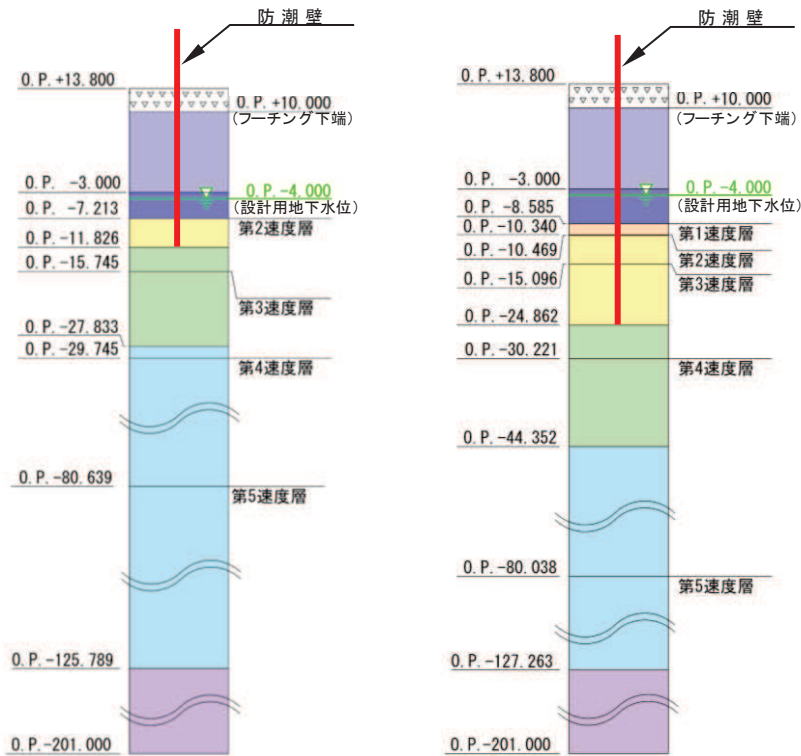 防潮壁
O.P.+13.800
O.P.+10.000
(フーチング下端)
O.P. -3.000
O.P. -4.000
(設計用地下水位)
O.P. -7.213
第2速度層
O.P.-11.826
O.P.-15.745
第3速度層
O.P.-27.833
O.P.-29.745
第4速度層
O.P.-80.639
第5速度層
O.P.-125.789
O.P.-201.000
防潮壁
O.P.+13.800
O.P.+10.000
(フーチング下端)
O.P. -3.000
O.P.-4.000
(設計用地下水位)
O.P. -8.585
第1速度層
O.P.-10.340
O.P.-10.469
第2速度層
O.P.-15.096
第3速度層
O.P.-24.862
O.P.-30.221
第4速度層
O.P.-44.352
O.P.-80.038
第5速度層
O.P.-127.263
O.P.-201.000